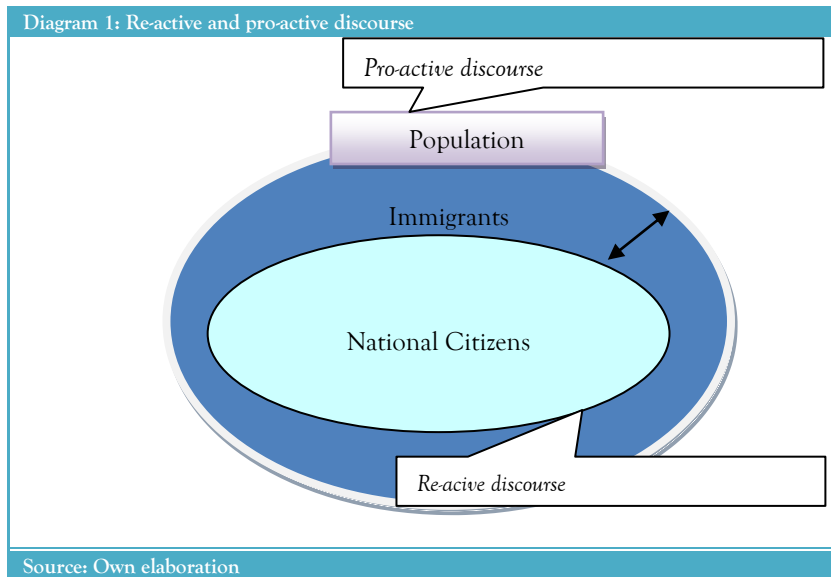 Diagram 1: Re-active and pro-active discourse
Pro-active discourse
Population
Immigrants
National Citizens
Re-acive discourse
Source: Own elaboration